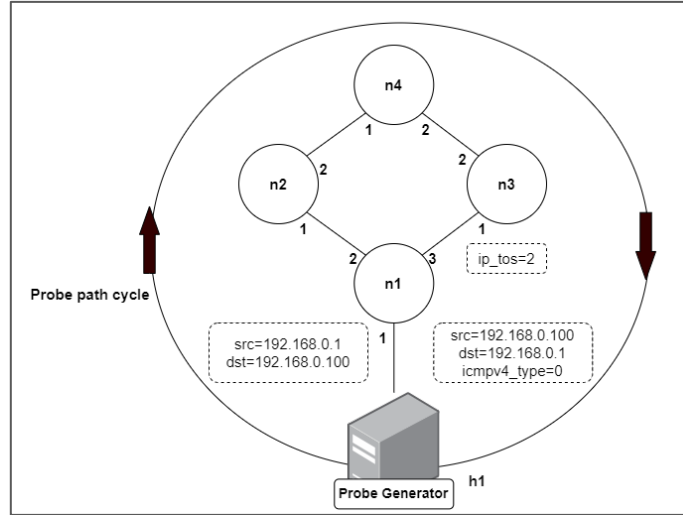 n4
1
2
2
2
n2
n3
1
1
ip_tos=2
2
3
n1
Probe path cycle
src=192.168.0.1
dst=192.168.0.100
1
src=192.168.0.100
dst=192.168.0.1
icmpv4_type=0
h1
Probe Generator